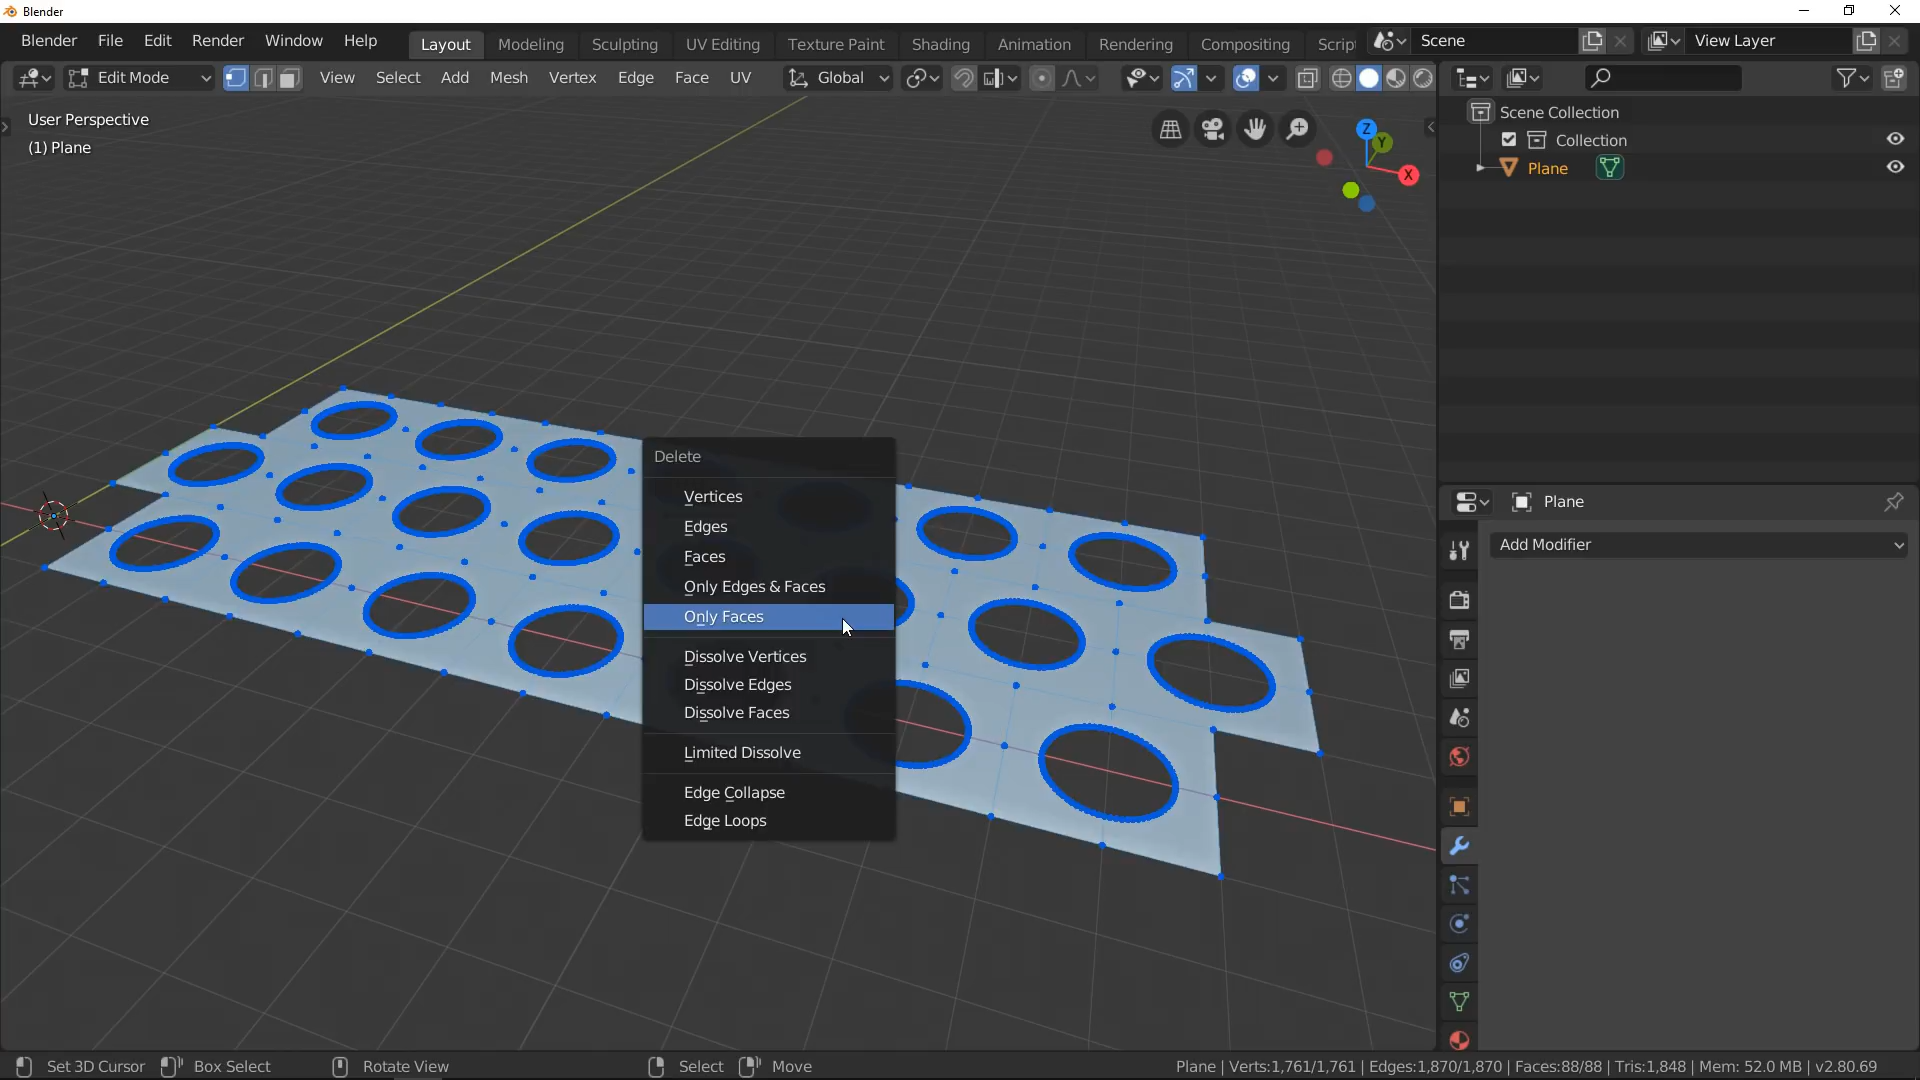 Blender
Blender File Edit Render Window Help
Layout Modeling Sculpting UV Editing Texture Paint Shading Animation Rendering Compositing Script
Scene
View Layer
Edit Mode View Select Add Mesh Vertex Edge Face UV
Global
User Perspective
(1) Plane
Z
Y
X
Scene Collection
Collection
Plane
Plane
Add Modifier
Delete
Vertices
Edges
Faces
Only Edges & Faces
Only Faces
Dissolve Vertices
Dissolve Edges
Dissolve Faces
Limited Dissolve
Edge Collapse
Edge Loops
Set 3D Cursor Box Select Rotate View Select Move
Plane | Verts:1,761/1,761 | Edges:1,870/1,870 | Faces:88/88 | Tris:1,848 | Mem: 52.0 MB | v2.80.69